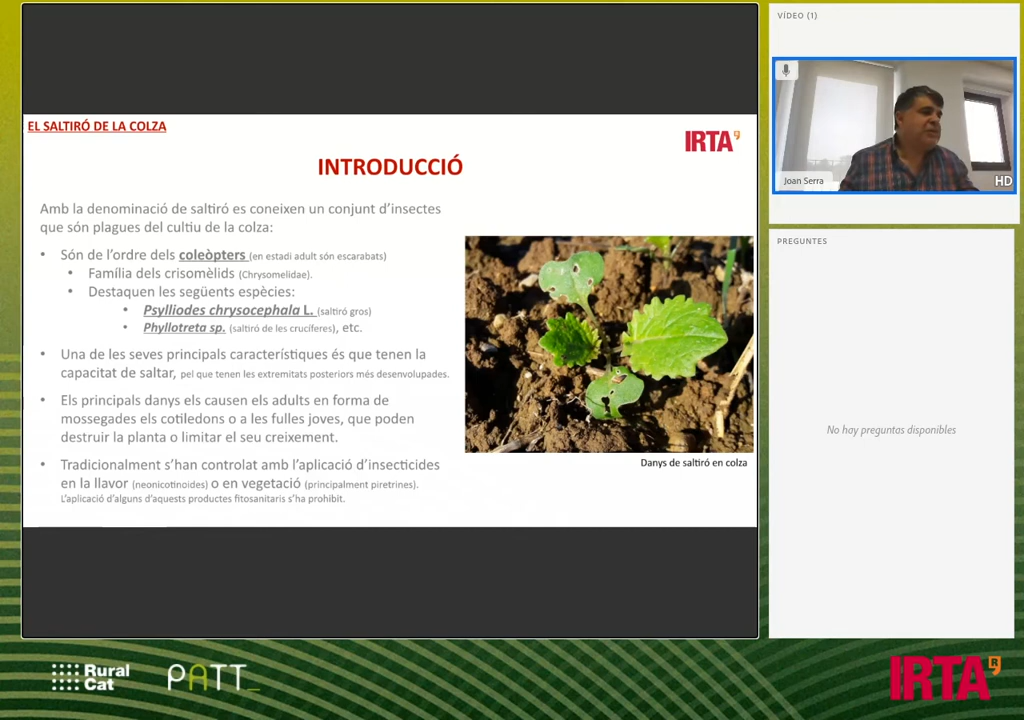 EL SALTIRÓ DE LA COLZA
IRTA
INTRODUCCIÓ
Amb la denominació de saltiró es coneixen un conjunt d'insectes
que són plagues del cultiu de la colza:
• Són de l'ordre dels coleòpters (en estadi adult són escarabats)
• Família dels crisomèlids (Chrysomelidae).
• Destaquen les següents espècies:
• Psylliodes chrysocephala L. (saltiró gros)
• Phyllotreta sp. (saltiró de les crucíferes), etc.
• Una de les seves principals característiques és que tenen la
capacitat de saltar, pel que tenen les extremitats posteriors més desenvolupades.
• Els principals danys els causen els adults en forma de
mossegades els cotiledons o a les fulles joves, que poden
destruir la planta o limitar el seu creixement.
• Tradicionalment s'han controlat amb l'aplicació d'insecticides
en la llavor (neonicotinoides) o en vegetació (principalment piretrines).
L'aplicació d'alguns d'aquests productes fitosanitaris s'ha prohibit.
Danys de saltiró en colza
VÍDEO (1)
Joan Serra
HD
PREGUNTES
No hay preguntas disponibles
Rural
Cat
PATT_
IRTA R